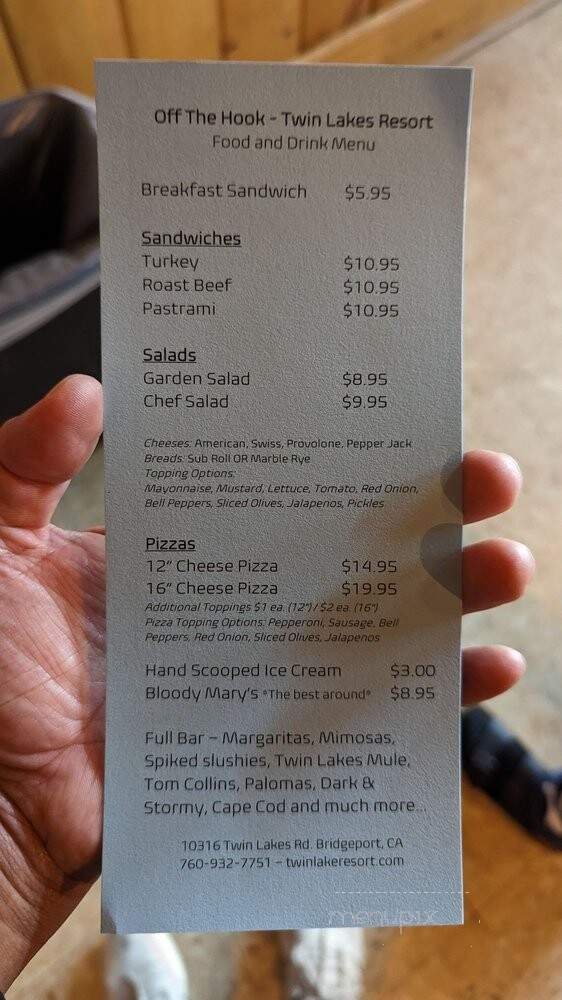 Off The Hook - Twin Lakes Resort
Food and Drink Menu
Breakfast Sandwich $5.95
Sandwiches
Turkey $10.95
Roast Beef $10.95
Pastrami $10.95
Salads
Garden Salad $8.95
Chef Salad $9.95
Cheeses: American, Swiss, Provolone, Pepper Jack
Breads: Sub Roll OR Marble Rye
Topping Options:
Mayonnaise, Mustard, Lettuce, Tomato, Red Onion,
Bell Peppers, Sliced Olives, Jalapenos, Pickles
Pizzas
12" Cheese Pizza $14.95
16" Cheese Pizza $19.95
Additional Toppings $1 ea. (12") / $2 ea. (16")
Pizza Topping Options: Pepperoni, Sausage, Bell
Peppers, Red Onion, Sliced Olives, Jalapenos
Hand Scooped Ice Cream $3.00
Bloody Mary's *The best around* $8.95
Full Bar – Margaritas, Mimosas,
Spiked slushies, Twin Lakes Mule,
Tom Collins, Palomas, Dark &
Stormy, Cape Cod and much more...
10316 Twin Lakes Rd. Bridgeport, CA
760-932-7751 – twinlakeresort.com
menupix